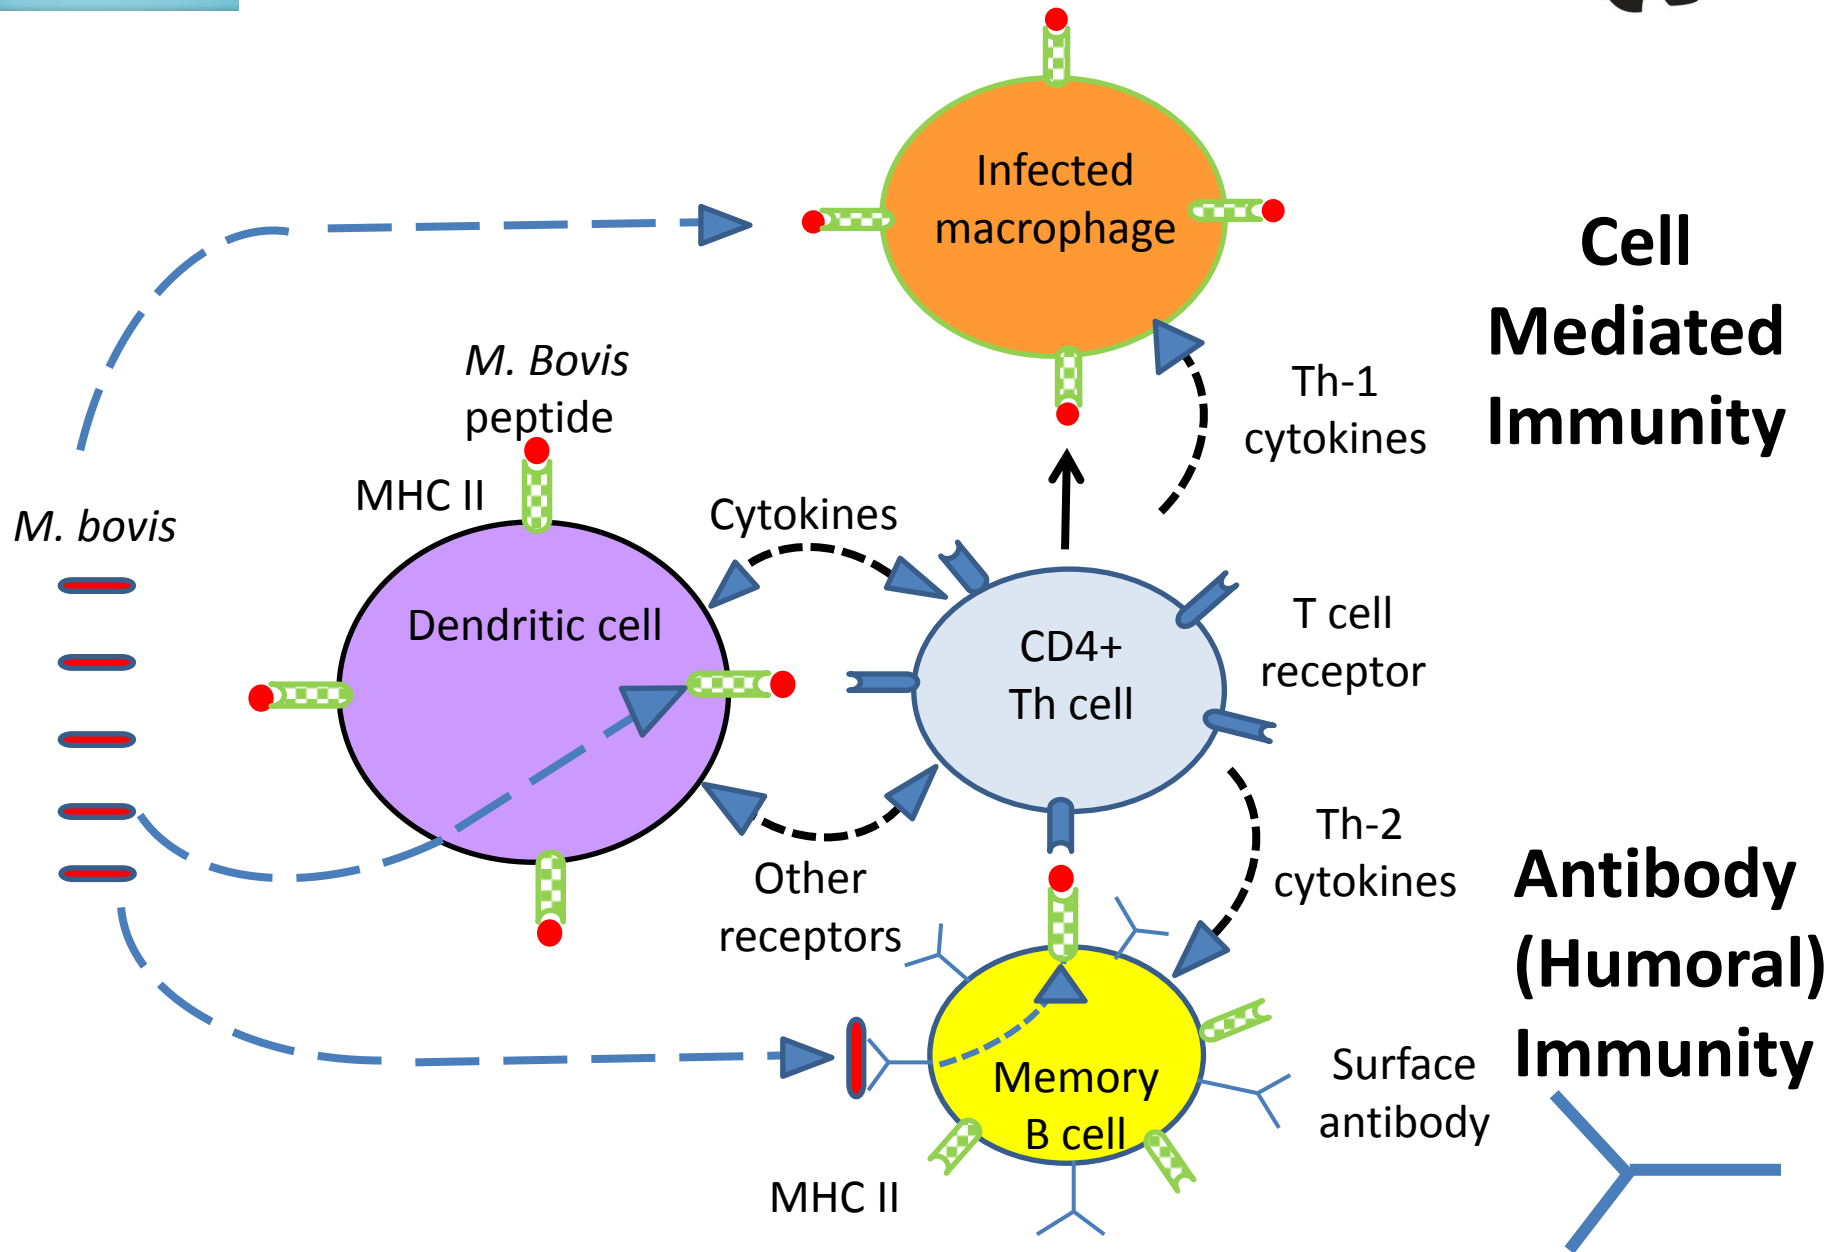 Infected
macrophage
Cell
Mediated
Immunity
Th-1
cytokines
M. Bovis
peptide
MHC II
M. bovis
Cytokines
Dendritic cell
CD4+
Th cell
T cell
receptor
Th-2
cytokines
Other
receptors
Antibody
(Humoral)
Immunity
Memory
B cell
Surface
antibody
MHC II